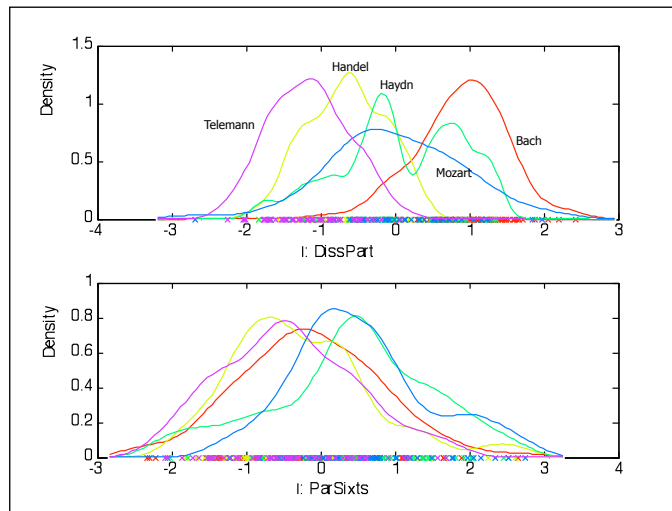 1.5
1
0.5
0
Density
Telemann
Handel
Haydn
Bach
Mozart
-4 -3 -2 -1 0 1 2 3
I: DissPart
1
0.8
0.6
0.4
0.2
0
Density
-3 -2 -1 0 1 2 3 4
I: ParSixts